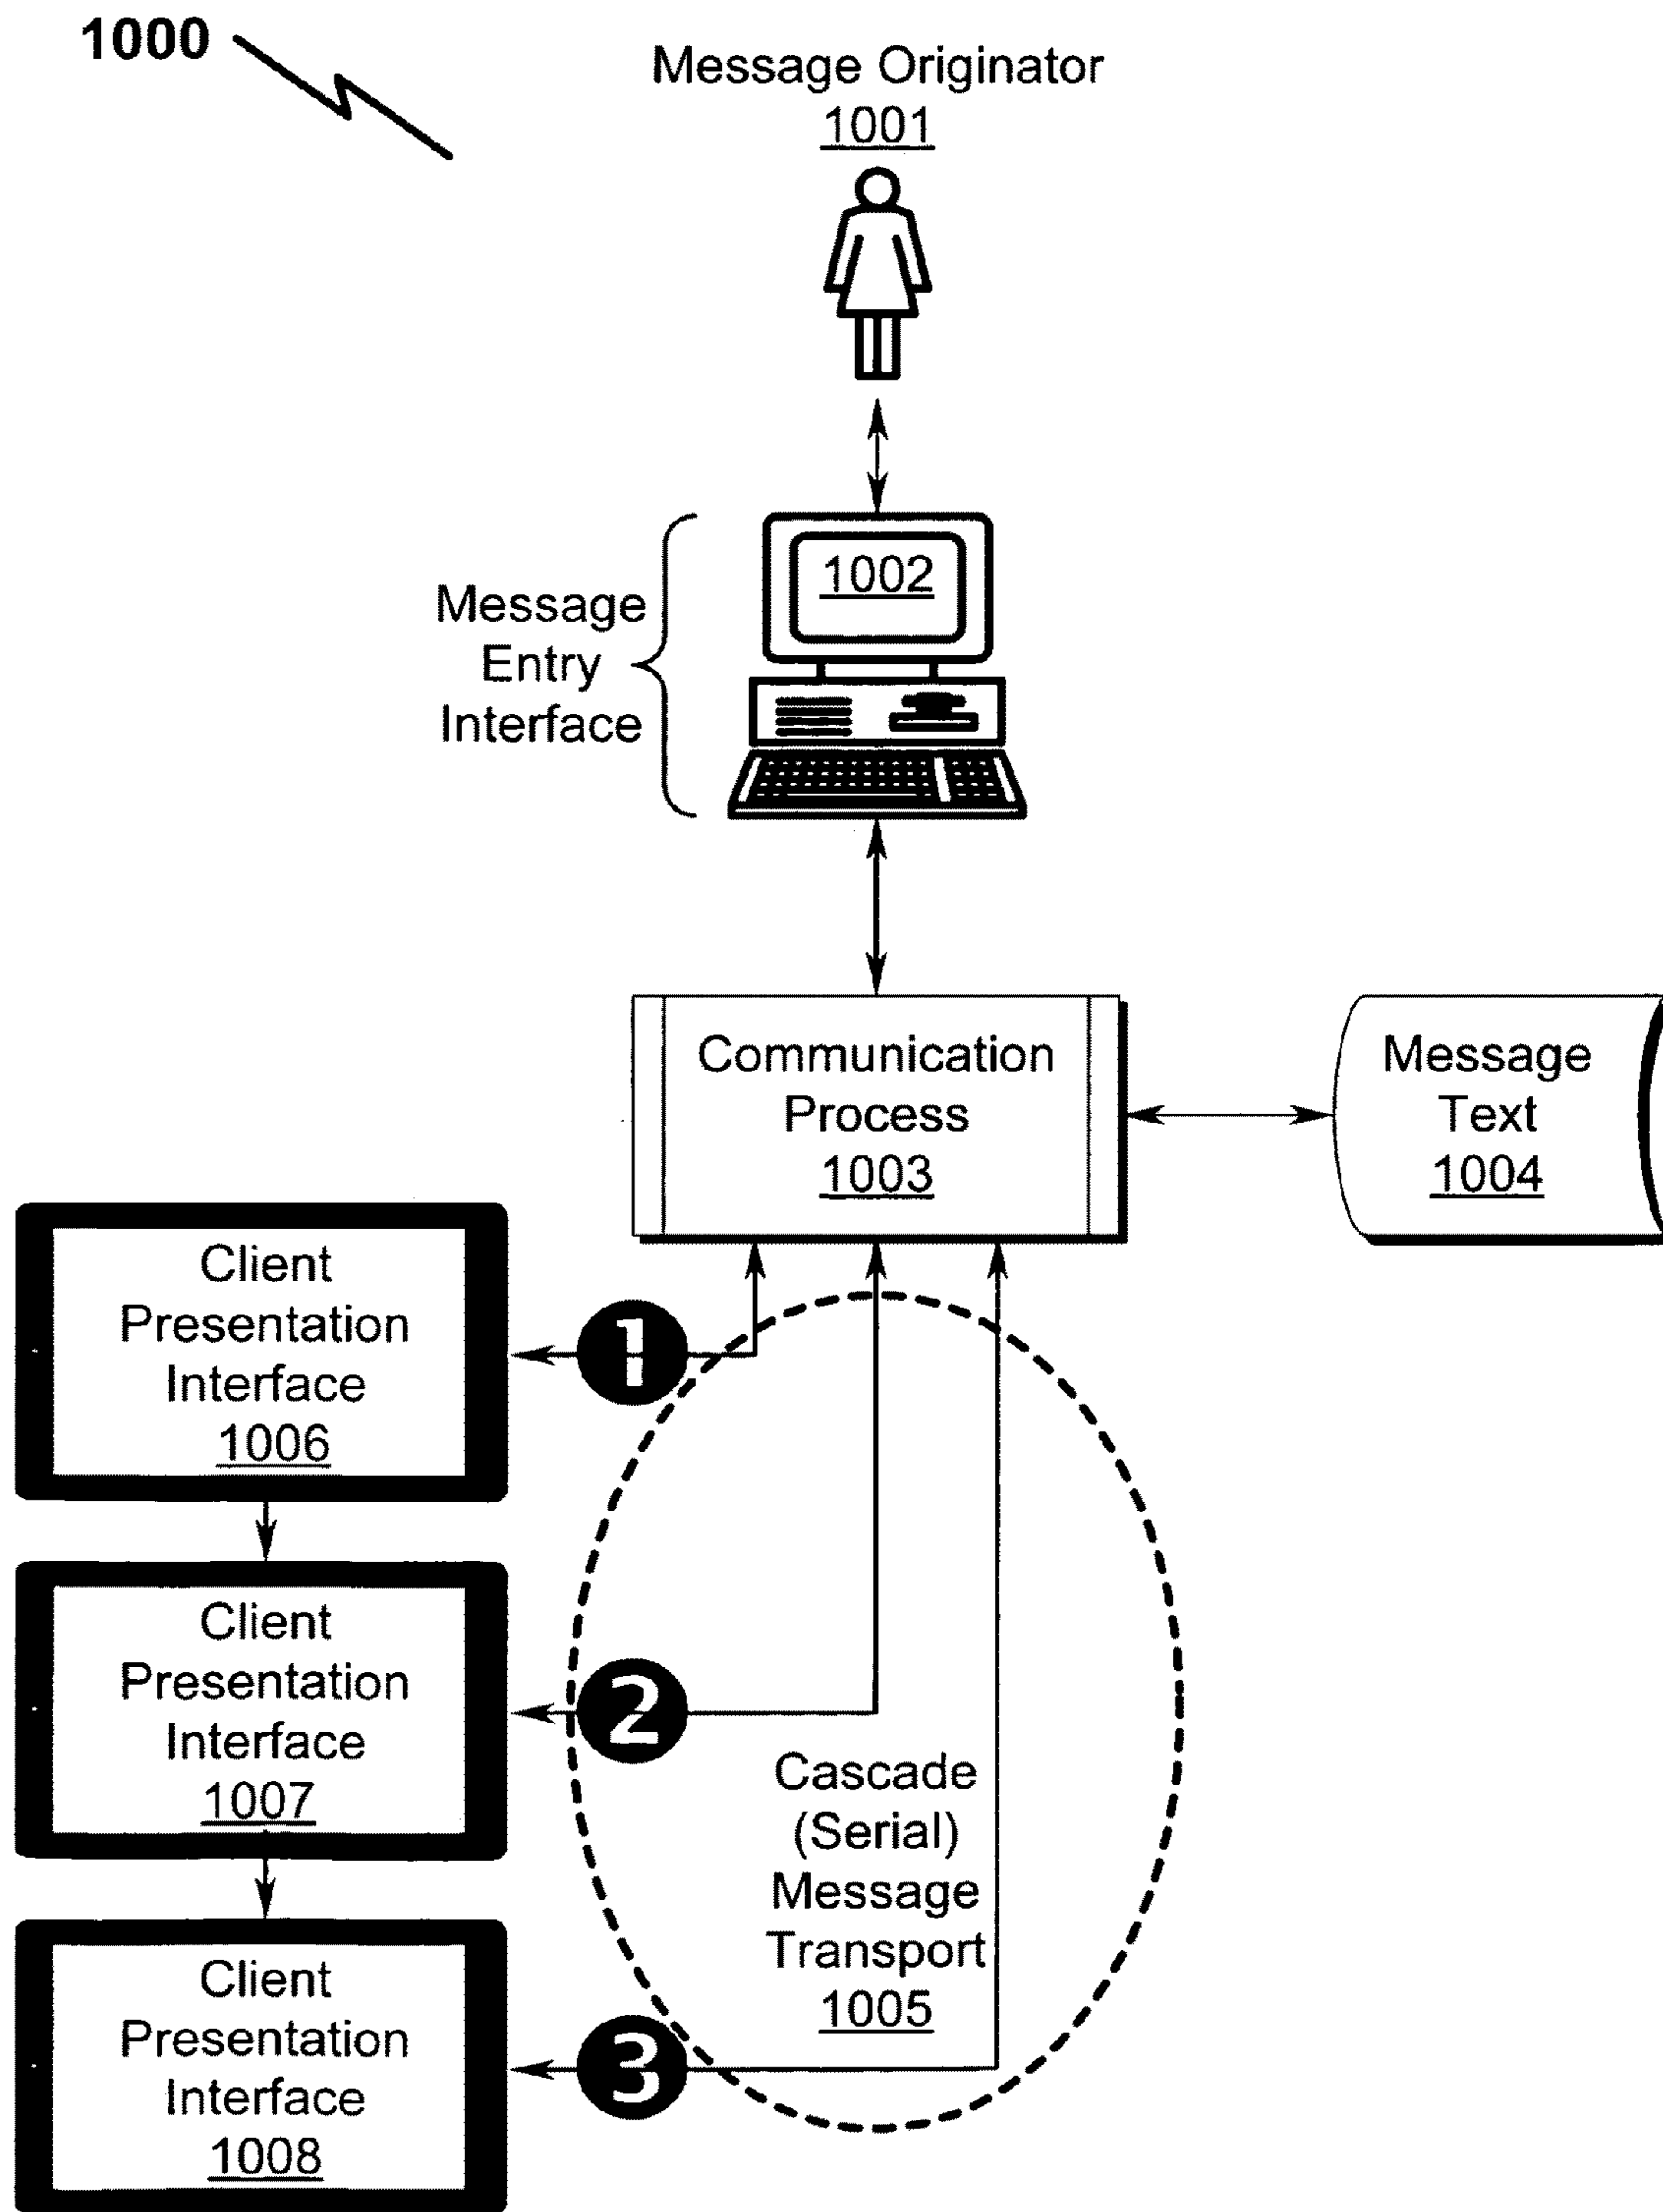 1000
Message Originator
1001
1002
Message
Entry
Interface
Communication
Process
1003
Message
Text
1004
Client
Presentation
Interface
1006
1
Client
Presentation
Interface
1007
2
Cascade
(Serial)
Message
Transport
1005
Client
Presentation
Interface
1008
3